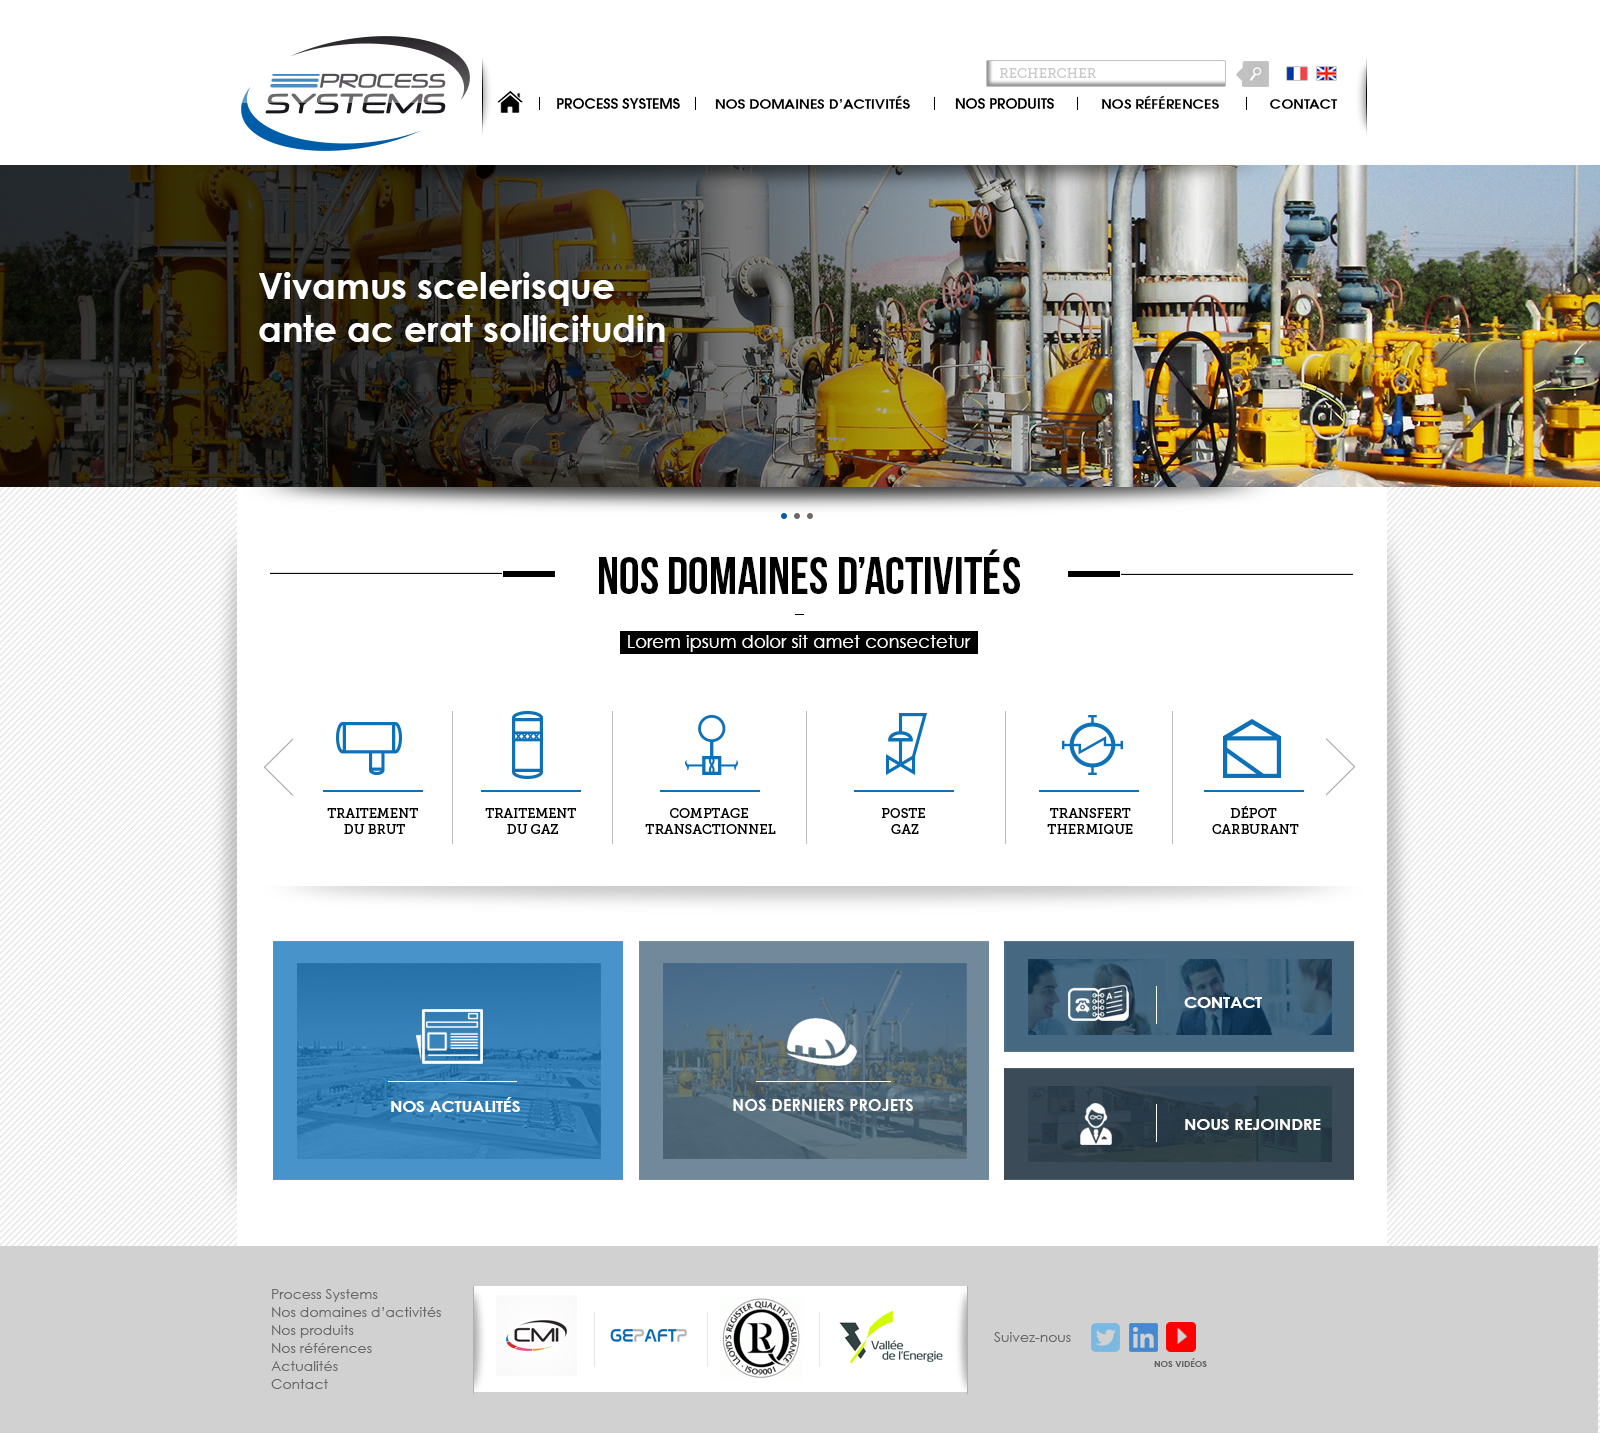 PROCESS
SYSTEMS
RECHERCHER
PROCESS SYSTEMS
NOS DOMAINES D'ACTIVITÉS
NOS PRODUITS
NOS RÉFÉRENCES
CONTACT
Vivamus scelerisque
ante ac erat sollicitudin
NOS DOMAINES D'ACTIVITÉS
Lorem ipsum dolor sit amet consectetur
TRAITEMENT
DU BRUT
TRAITEMENT
DU GAZ
COMPTAGE
TRANSACTIONNEL
POSTE
GAZ
TRANSFERT
THERMIQUE
DÉPOT
CARBURANT
NOS ACTUALITÉS
NOS DERNIERS PROJETS
A
CONTACT
NOUS REJOINDRE
Process Systems
Nos domaines d'activités
Nos produits
Nos références
Actualités
Contact
CMI
GEPAFTP
LLOYD'S REGISTER QUALITY ASSURANCE
LR
ISO9001
Vallée
de l'Energie
Suivez-nous
in
NOS VIDÉOS